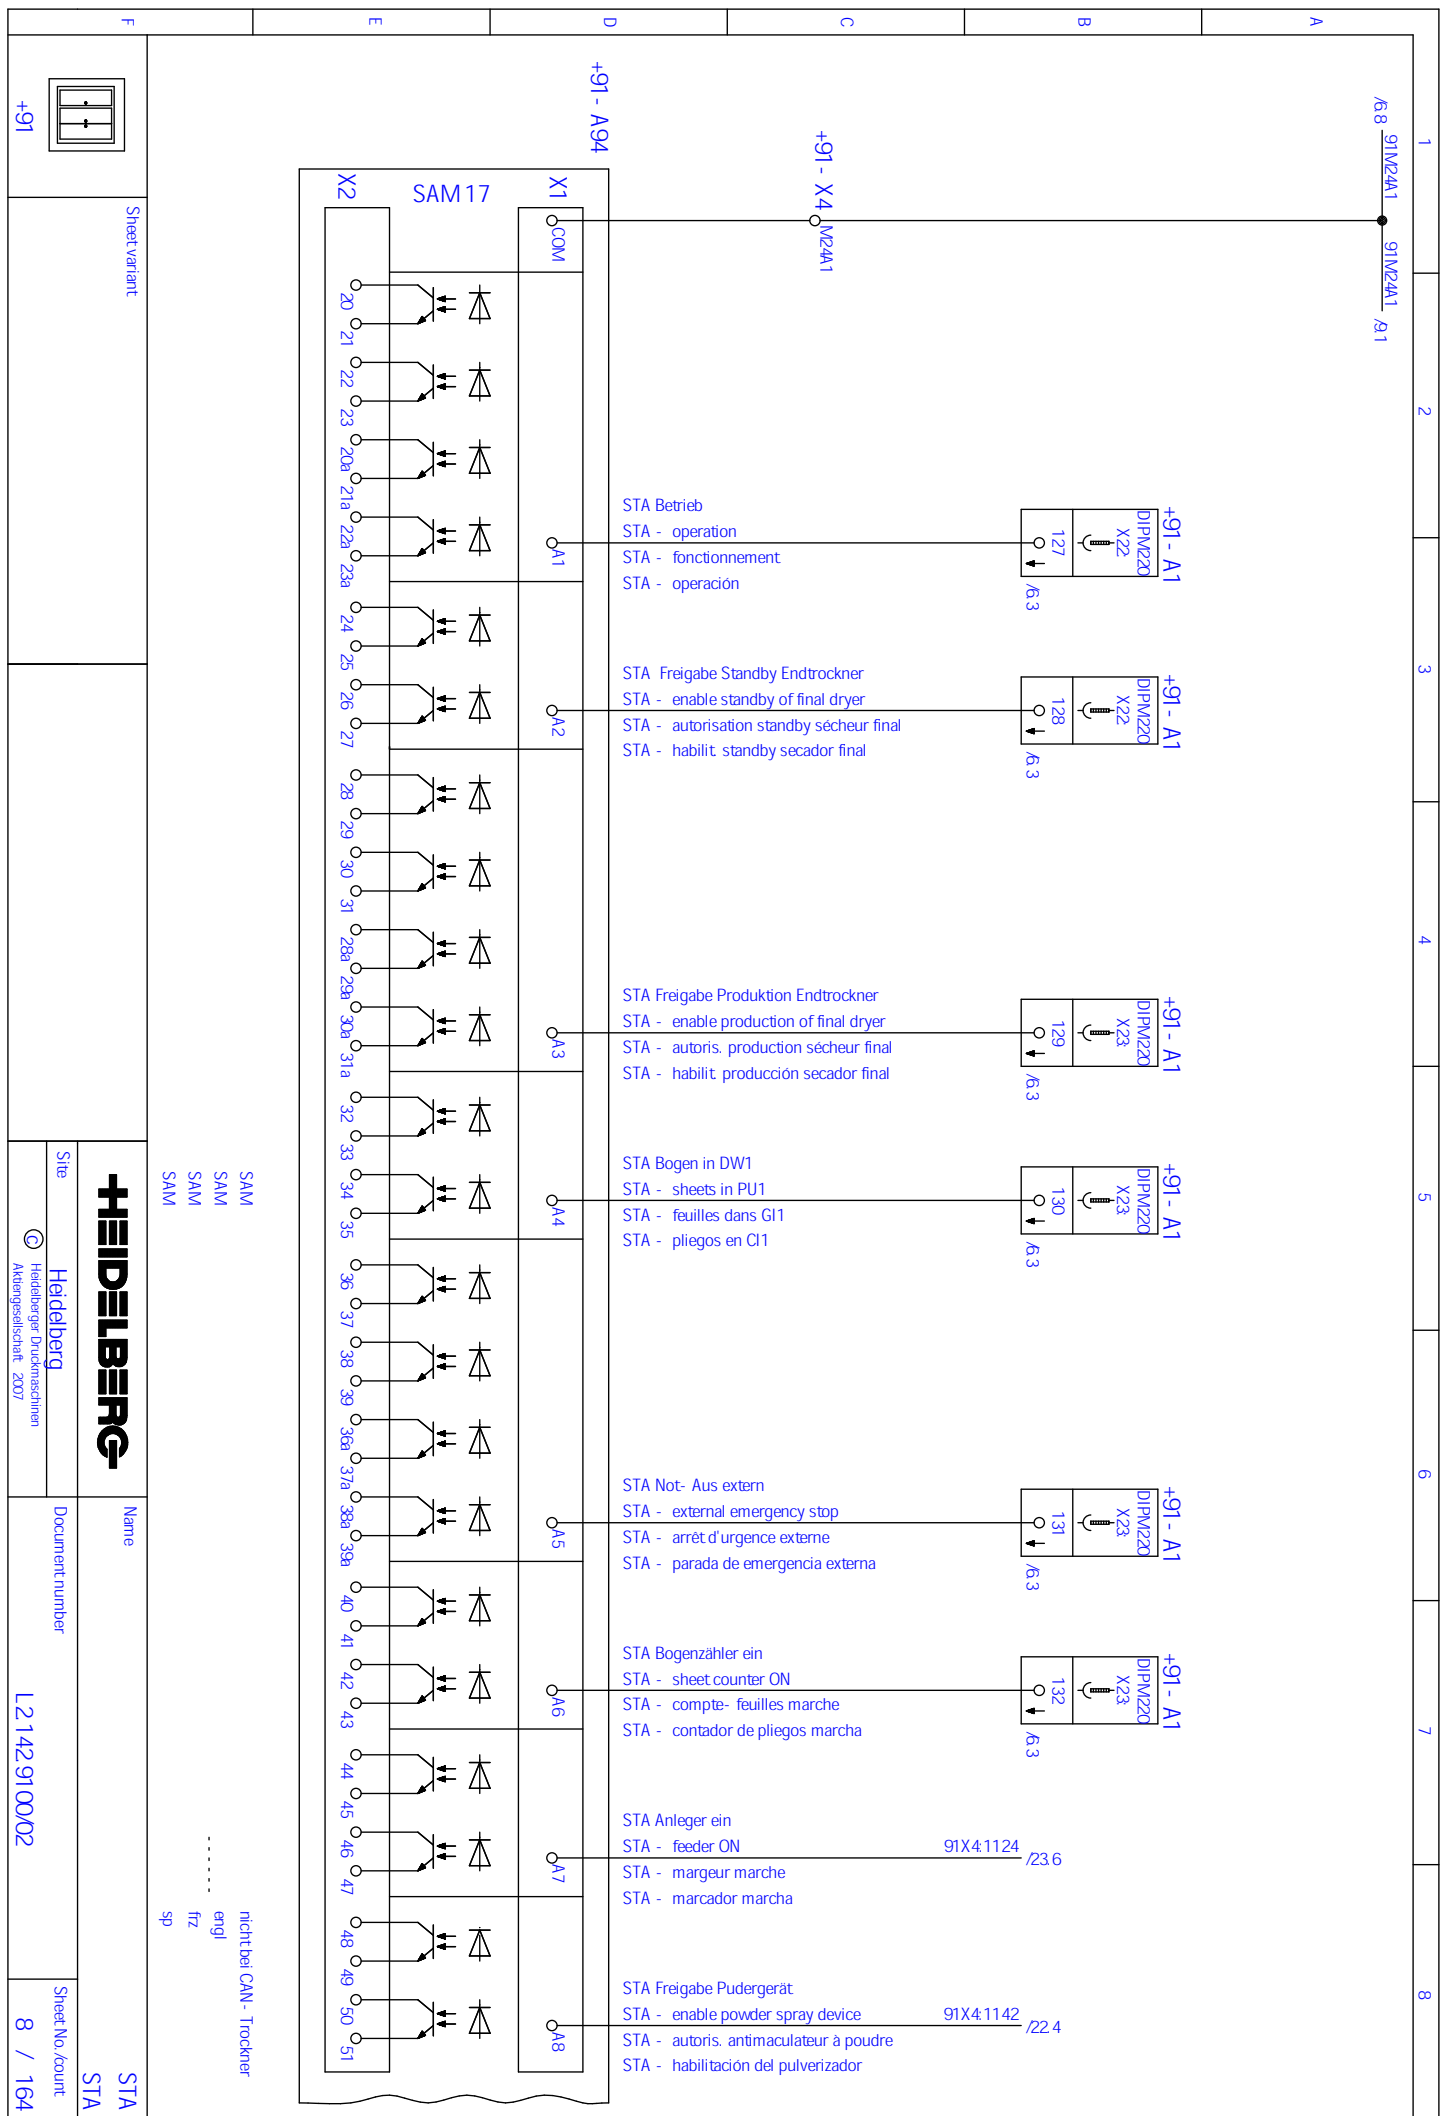 1
2
3
4
5
6
7
8
A
B
C
D
E
F
/6.8
91M24A1
91M24A1
/9.1
+91- X4
M24A1
+91- A94
SAM 17
X1
X2
COM
+91- A1
DIPM220
X22
127
/6.3
STA Betrieb
STA - operation
STA - fonctionnement
STA - operación
A1
+91- A1
DIPM220
X22
128
/6.3
STA Freigabe Standby Endtrockner
STA - enable standby of final dryer
STA - autorisation standby sécheur final
STA - habilit. standby secador final
A2
+91- A1
DIPM220
X23
129
/6.3
STA Freigabe Produktion Endtrockner
STA - enable production of final dryer
STA - autoris. production sécheur final
STA - habilit. producción secador final
A3
+91- A1
DIPM220
X23
130
/6.3
STA Bogen in DW1
STA - sheets in PU1
STA - feuilles dans GI1
STA - pliegos en CI1
A4
+91- A1
DIPM220
X23
131
/6.3
STA Not- Aus extern
STA - external emergency stop
STA - arrêt d'urgence externe
STA - parada de emergencia externa
A5
+91- A1
DIPM220
X23
132
/6.3
STA Bogenzähler ein
STA - sheet counter ON
STA - compte- feuilles marche
STA - contador de pliegos marcha
A6
STA Anleger ein
STA - feeder ON
STA - margeur marche
STA - marcador marcha
91X4:1124
/23.6
A7
STA Freigabe Pudergerät
STA - enable powder spray device
STA - autoris. antimaculateur à poudre
STA - habilitación del pulverizador
91X4:1142
/22.4
A8
20 21 22 23 20a 21a 22a 23a 24 25 26 27 28 29 30 31 28a 29a 30a 31a 32 33 34 35 36 37 38 39 36a 37a 38a 39a 40 41 42 43 44 45 46 47 48 49 50 51
SAM
SAM
SAM
SAM
nicht bei CAN- Trockner
------ engl
frz
sp
+91
Sheet variant
HEIDELBERG
Site
Heidelberg
© Heidelberger Druckmaschinen
Aktiengesellschaft 2007
Name
STA
STA
Document number
L2.142.9100/02
Sheet No./count
8 / 164